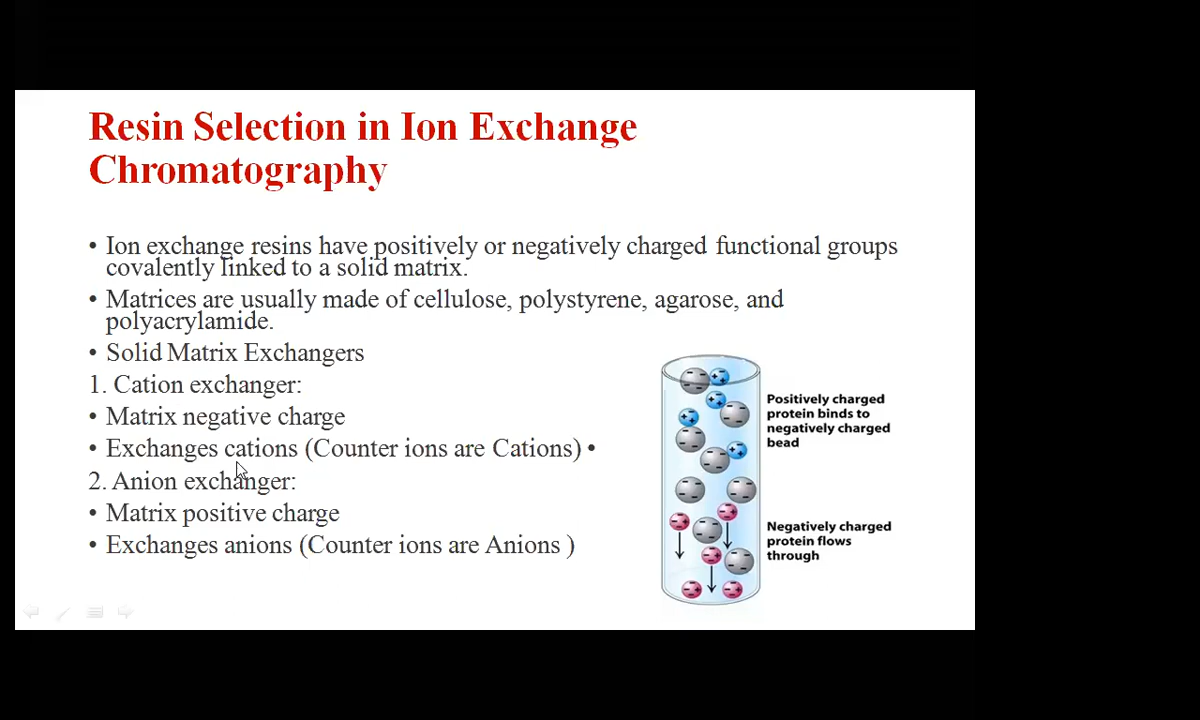 Resin Selection in Ion Exchange
Chromatography
• Ion exchange resins have positively or negatively charged functional groups
covalently linked to a solid matrix.
• Matrices are usually made of cellulose, polystyrene, agarose, and
polyacrylamide.
• Solid Matrix Exchangers
1. Cation exchanger:
• Matrix negative charge
• Exchanges cations (Counter ions are Cations) •
2. Anion exchanger:
• Matrix positive charge
• Exchanges anions (Counter ions are Anions )
Positively charged
protein binds to
negatively charged
bead
Negatively charged
protein flows
through